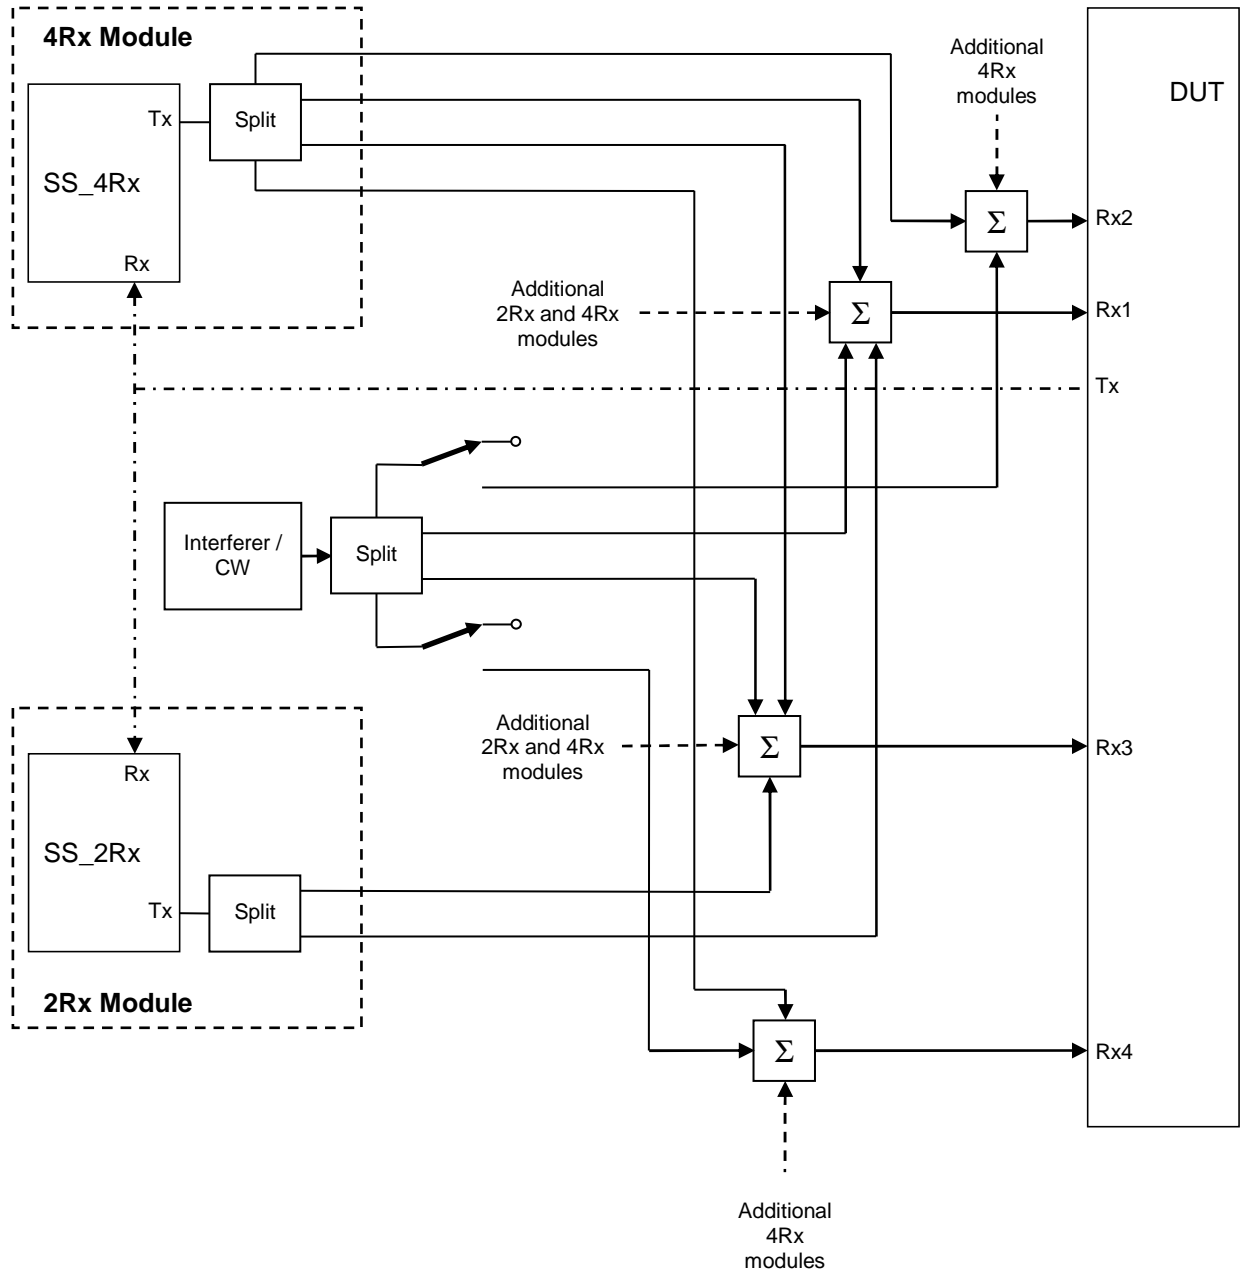 4Rx Module
Additional
4Rx
modules
DUT
Tx
Split
SS_4Rx
Rx
Σ
Rx2
Additional
2Rx and 4Rx
modules
Σ
Rx1
Tx
Interferer /
CW
Split
Additional
2Rx and 4Rx
modules
Σ
Rx3
Rx
SS_2Rx
Tx
Split
2Rx Module
Σ
Rx4
Additional
4Rx
modules